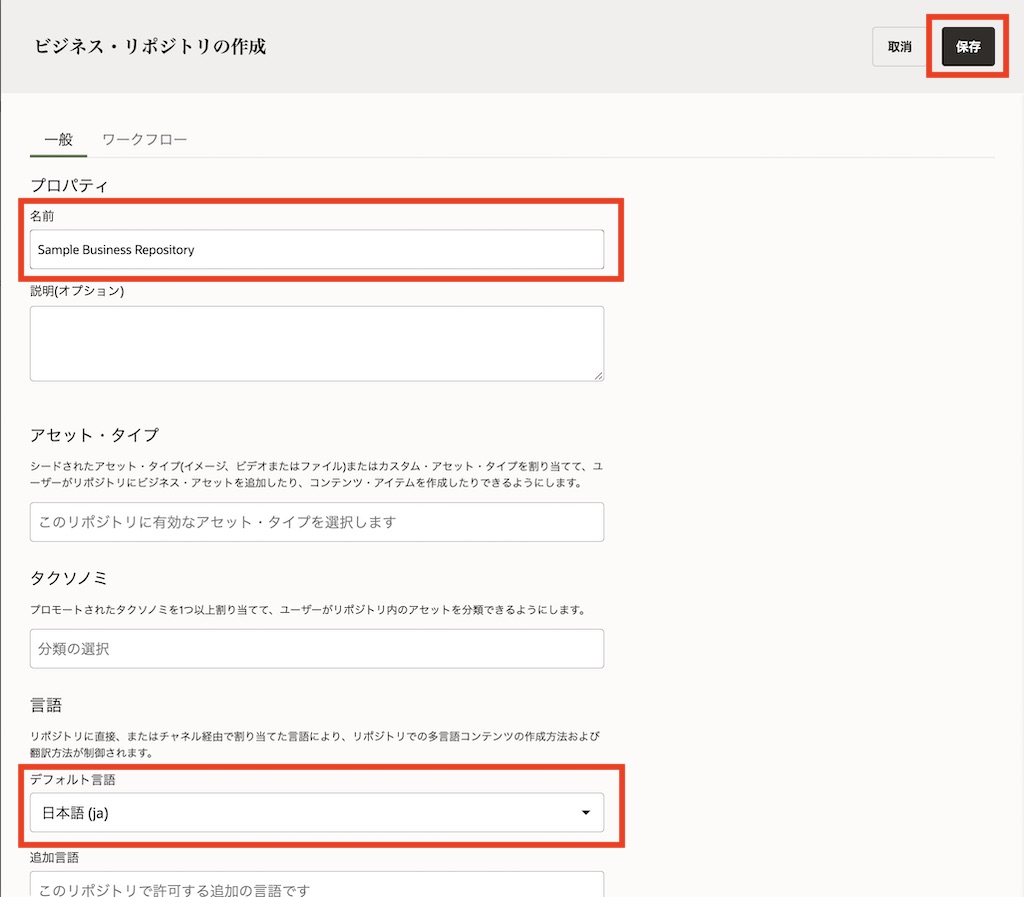 ビジネス・リポジトリの作成
取消
保存
一般
ワークフロー
プロパティ
名前
Sample Business Repository
説明(オプション)
アセット・タイプ
シードされたアセット・タイプ(イメージ、ビデオまたはファイル)またはカスタム・アセット・タイプを割り当てて、ユ
ーザーがリポジトリにビジネス・アセットを追加したり、コンテンツ・アイテムを作成したりできるようにします。
このリポジトリに有効なアセット・タイプを選択します
タクソノミ
プロモートされたタクソノミを1つ以上割り当てて、ユーザーがリポジトリ内のアセットを分類できるようにします。
分類の選択
言語
リポジトリに直接、またはチャネル経由で割り当てた言語により、リポジトリでの多言語コンテンツの作成方法および
翻訳方法が制御されます。
デフォルト言語
日本語 (ja)
追加言語
このリポジトリで許可する追加の言語です